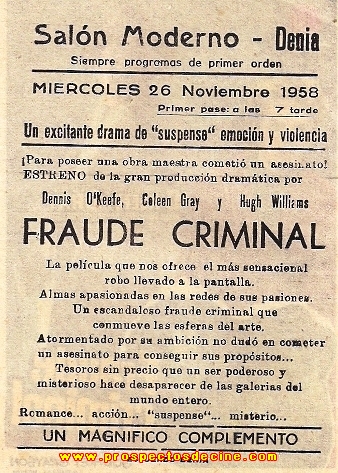 Salón Moderno - Denia
Siempre programas de primer orden
MIERCOLES 26 Noviembre 1958
Primer pase: a las 7 tarde
Un excitante drama de "suspense" emoción y violencia
¡Para poseer una obra maestra cometió un asesinato!
ESTRENO de la gran producción dramática por
Dennis O'Keefe, Coleen Gray y Hugh Williams
FRAUDE CRIMINAL
La película que nos ofrece el más sensacional
robo llevado a la pantalla.
Almas apasionadas en las redes de sus pasiones.
Un escandaloso fraude criminal que
conmueve las esferas del arte.
Atormentado por su ambición no dudó en cometer
un asesinato para conseguir sus propósitos...
Tesoros sin precio que un ser poderoso y
misterioso hace desaparecer de las galerias del
mundo entero.
Romance... acción... "suspense"... misterio...
UN MAGNIFICO COMPLEMENTO
www.prospectosdecine.com